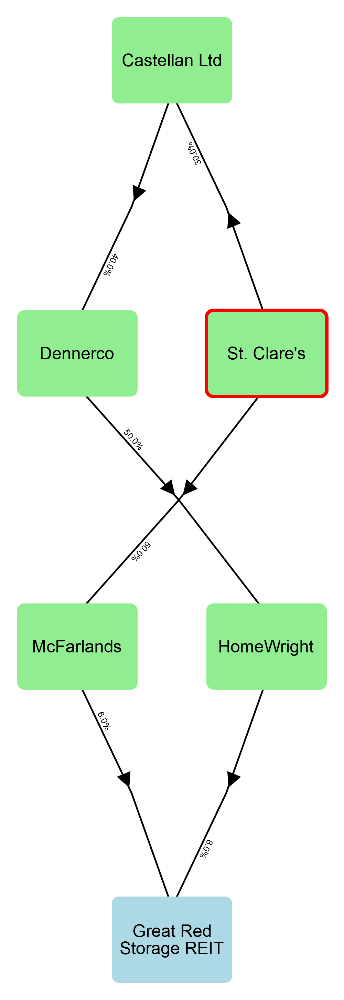 Castellan Ltd
30.0%
40.0%
Dennerco
St. Clare's
50.0%
50.0%
McFarlands
HomeWright
6.0%
8.0%
Great Red
Storage REIT